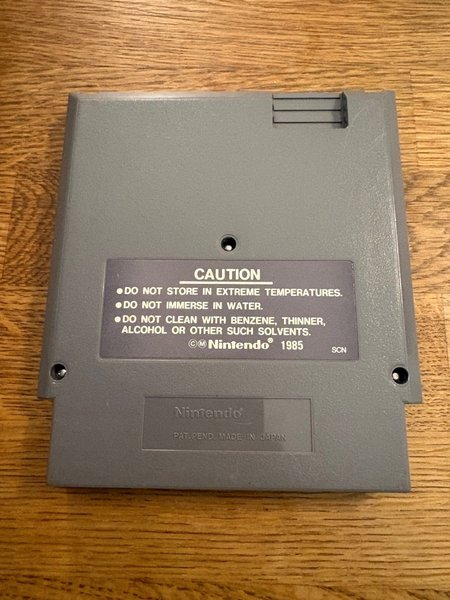 CAUTION
●DO NOT STORE IN EXTREME TEMPERATURES.
●DO NOT IMMERSE IN WATER.
●DO NOT CLEAN WITH BENZENE, THINNER,
ALCOHOL OR OTHER SUCH SOLVENTS.
©Ⓜ Nintendo® 1985 SCN
Nintendo®
PAT. PEND. MADE IN JAPAN